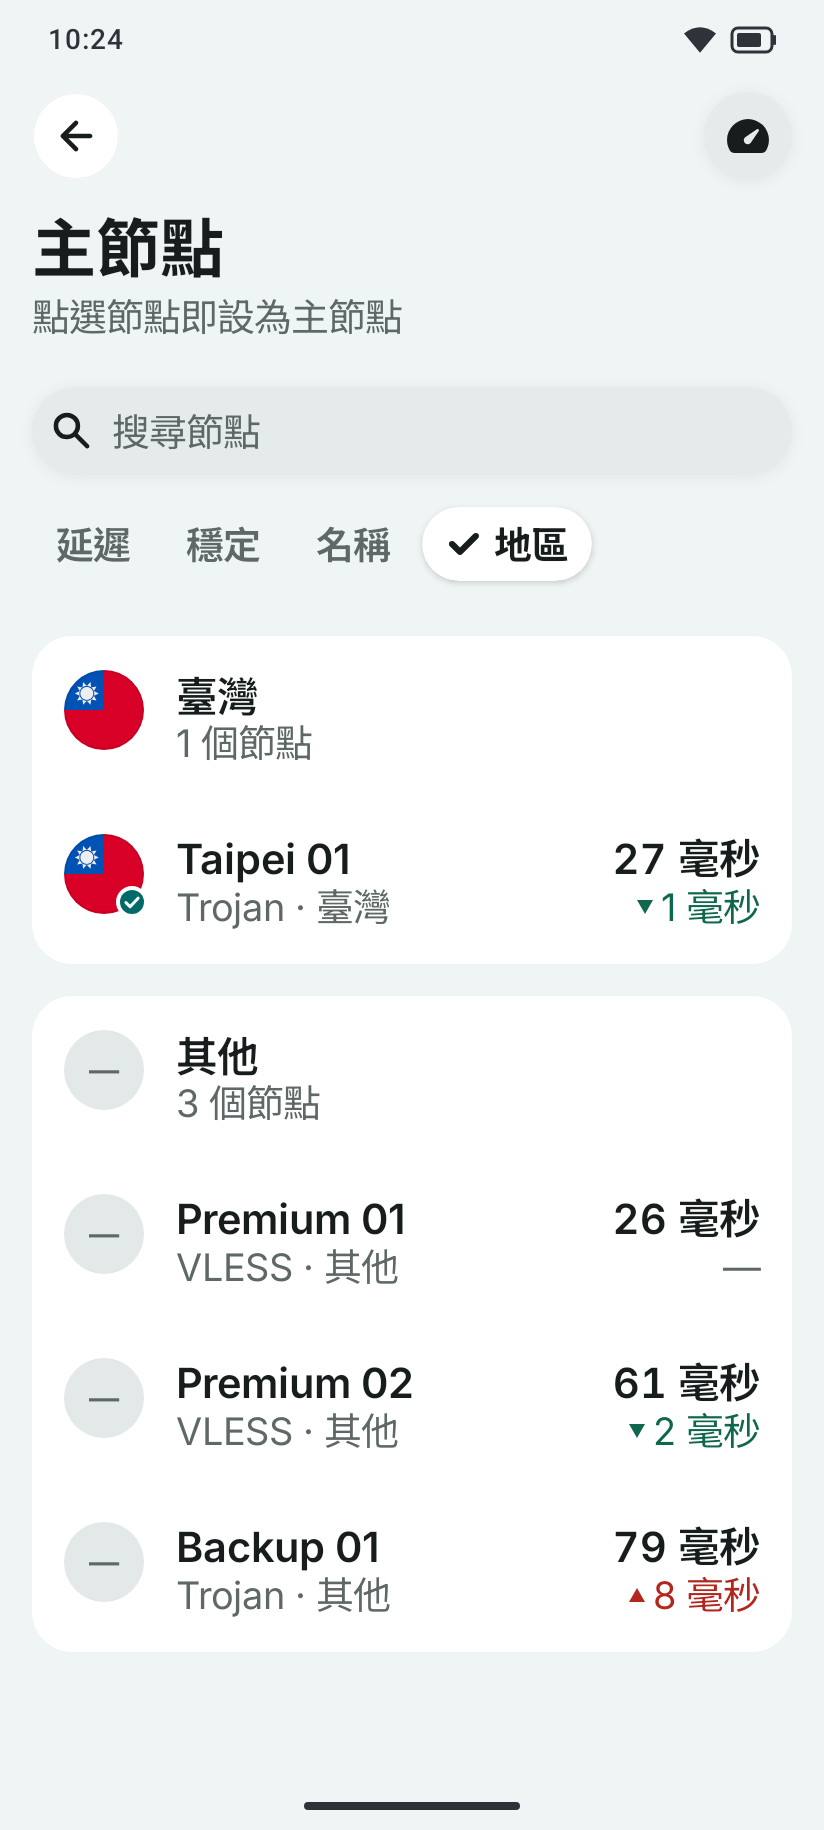 10:24
主節點
點選節點即設為主節點
搜尋節點
延遲 穩定 名稱 地區
臺灣
1 個節點
Taipei 01 27 毫秒
Trojan · 臺灣 ▼1 毫秒
其他
3 個節點
Premium 01 26 毫秒
VLESS · 其他 —
Premium 02 61 毫秒
VLESS · 其他 ▼2 毫秒
Backup 01 79 毫秒
Trojan · 其他 ▲8 毫秒